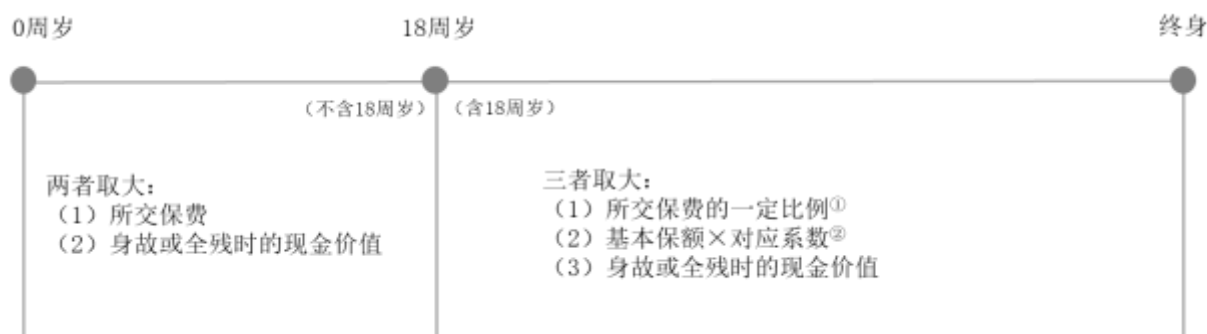 0周岁 18周岁 终身
（不含18周岁） （含18周岁）
两者取大：
（1）所交保费
（2）身故或全残时的现金价值
三者取大：
（1）所交保费的一定比例①
（2）基本保额×对应系数②
（3）身故或全残时的现金价值